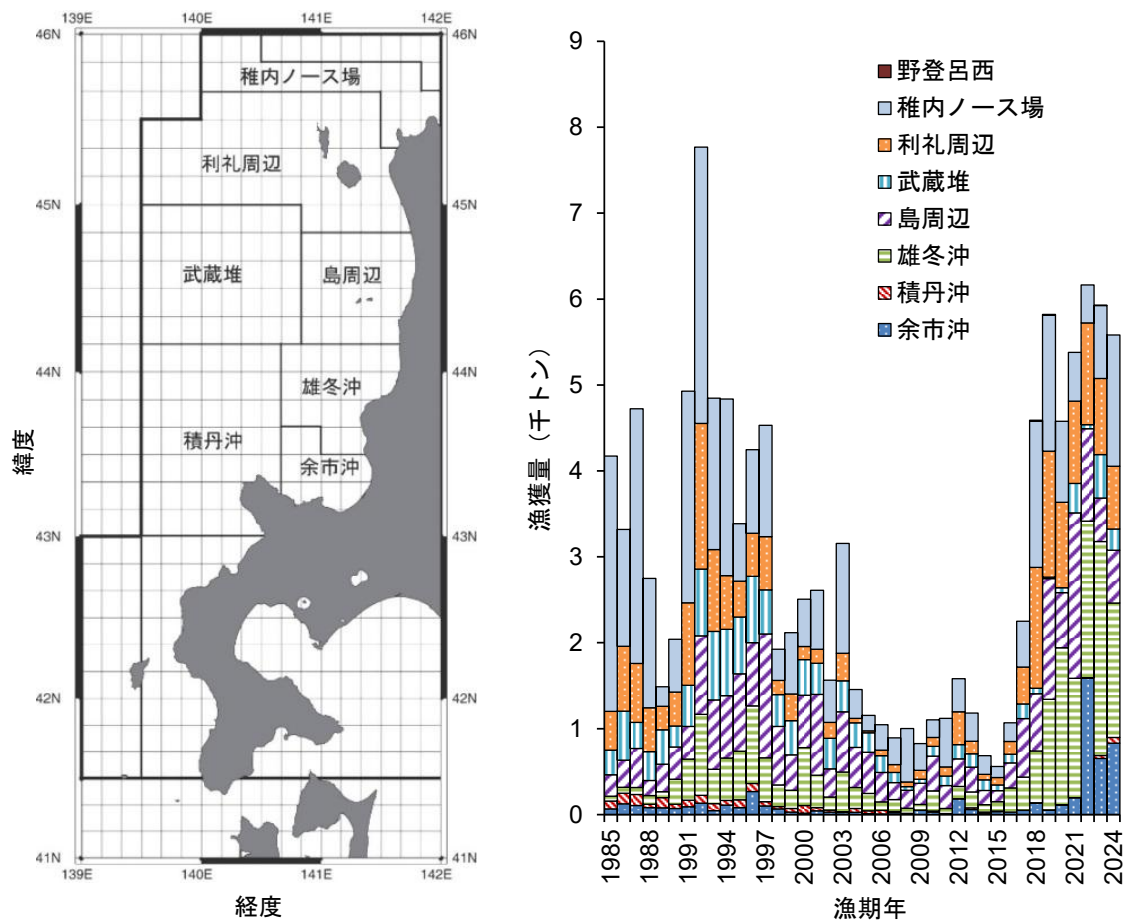 139E 140E 141E 142E
46N 46N
稚内ノース場
利礼周辺
45N 45N
武蔵堆 島周辺
44N 44N
雄冬沖
積丹沖
余市沖
43N 43N
42N 42N
41N 41N
139E 140E 141E 142E
緯度
経度
9
8
7
6
5
4
3
2
1
0
漁獲量（千トン）
野登呂西
稚内ノース場
利礼周辺
武蔵堆
島周辺
雄冬沖
積丹沖
余市沖
1985 1988 1991 1994 1997 2000 2003 2006 2009 2012 2015 2018 2021 2024
漁期年